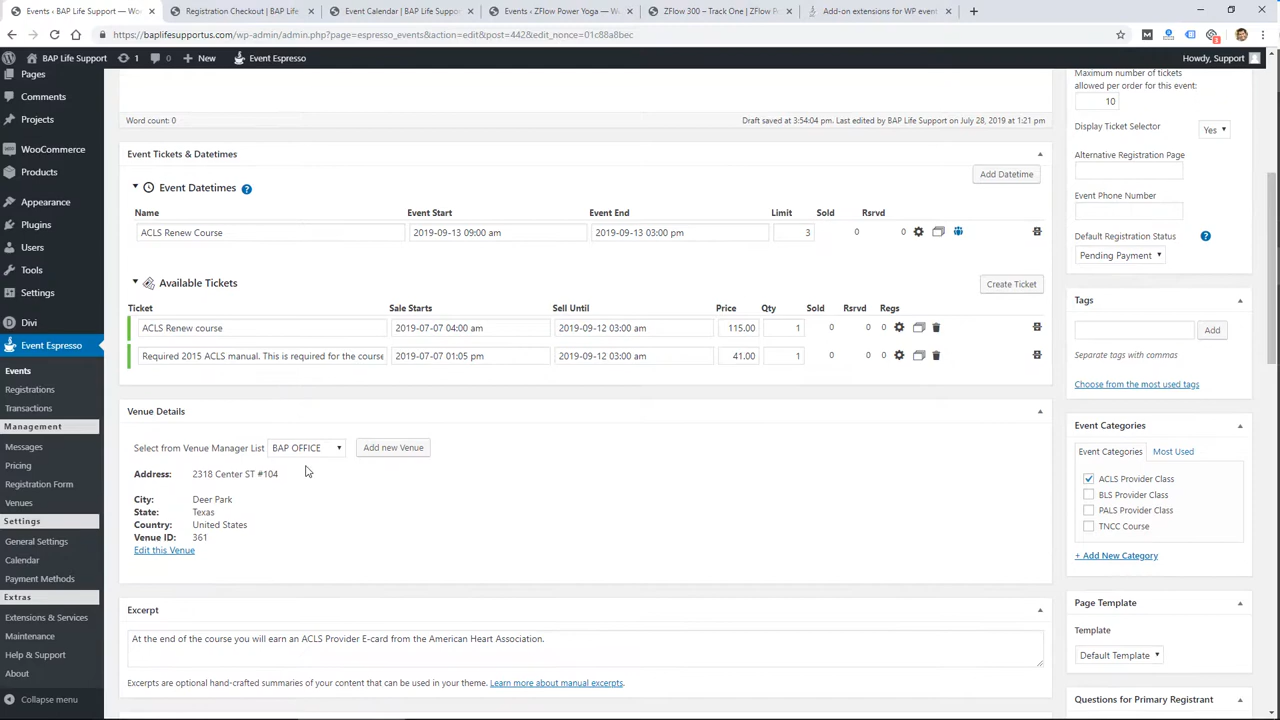 Events ‹ BAP Life Support — Wo
Registration Checkout | BAP Life
Event Calendar | BAP Life Suppo
Events ‹ ZFlow Power Yoga — W
ZFlow 300 – Track One | ZFlow P
Add-on extensions for WP even
https://baplifesupportus.com/wp-admin/admin.php?page=espresso_events&action=edit&post=442&edit_nonce=01c88a8bec
BAP Life Support
1
+ New
Event Espresso
Howdy, Support
Pages
Comments
Projects
WooCommerce
Products
Appearance
Plugins
Users
Tools
Settings
Divi
Event Espresso
Events
Registrations
Transactions
Management
Messages
Pricing
Registration Form
Venues
Settings
General Settings
Calendar
Payment Methods
Extras
Extensions & Services
Maintenance
Help & Support
About
Collapse menu
Word count: 0
Draft saved at 3:54:04 pm. Last edited by BAP Life Support on July 28, 2019 at 1:21 pm
Event Tickets & Datetimes
Event Datetimes
Add Datetime
Name Event Start Event End Limit Sold Rsrvd
ACLS Renew Course 2019-09-13 09:00 am 2019-09-13 03:00 pm 3 0 0
Available Tickets
Create Ticket
Ticket Sale Starts Sell Until Price Qty Sold Rsrvd Regs
ACLS Renew course 2019-07-07 04:00 am 2019-09-12 03:00 am 115.00 1 0 0 0
Required 2015 ACLS manual. This is required for the course 2019-07-07 01:05 pm 2019-09-12 03:00 am 41.00 1 0 0 0
Venue Details
Select from Venue Manager List BAP OFFICE Add new Venue
Address: 2318 Center ST #104
City: Deer Park
State: Texas
Country: United States
Venue ID: 361
Edit this Venue
Excerpt
At the end of the course you will earn an ACLS Provider E-card from the American Heart Association.
Excerpts are optional hand-crafted summaries of your content that can be used in your theme. Learn more about manual excerpts.
Maximum number of tickets
allowed per order for this event:
10
Display Ticket Selector Yes
Alternative Registration Page
Event Phone Number
Default Registration Status
Pending Payment
Tags
Add
Separate tags with commas
Choose from the most used tags
Event Categories
Event Categories Most Used
ACLS Provider Class
BLS Provider Class
PALS Provider Class
TNCC Course
+ Add New Category
Page Template
Template
Default Template
Questions for Primary Registrant